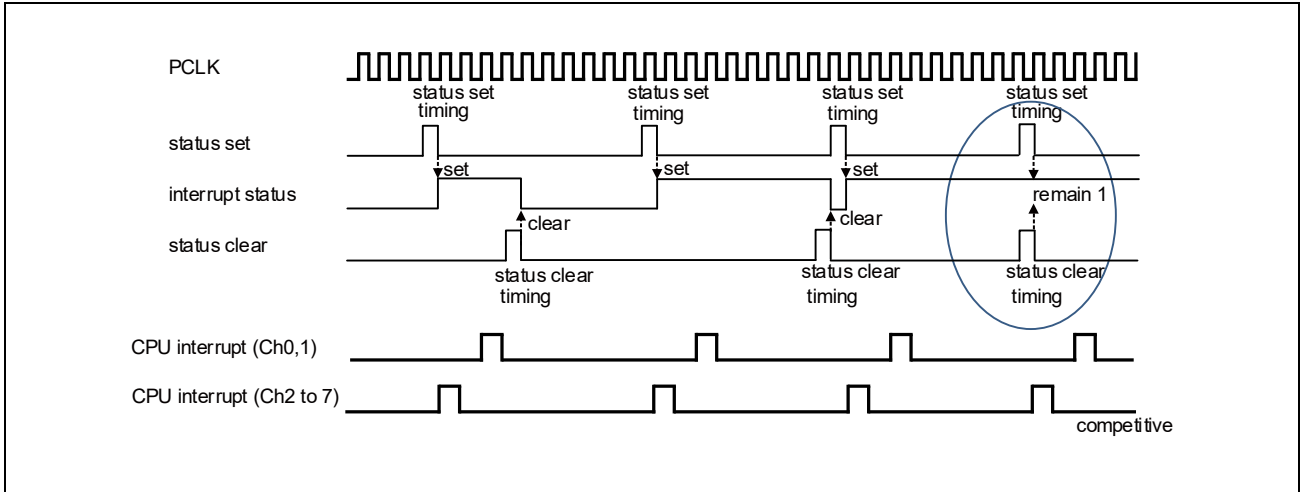 PCLK
status set
timing
status set
timing
status set
timing
status set
timing
status set
set
set
set
interrupt status
remain 1
clear
clear
status clear
status clear
timing
status clear
timing
status clear
timing
CPU interrupt (Ch0,1)
CPU interrupt (Ch2 to 7)
competitive